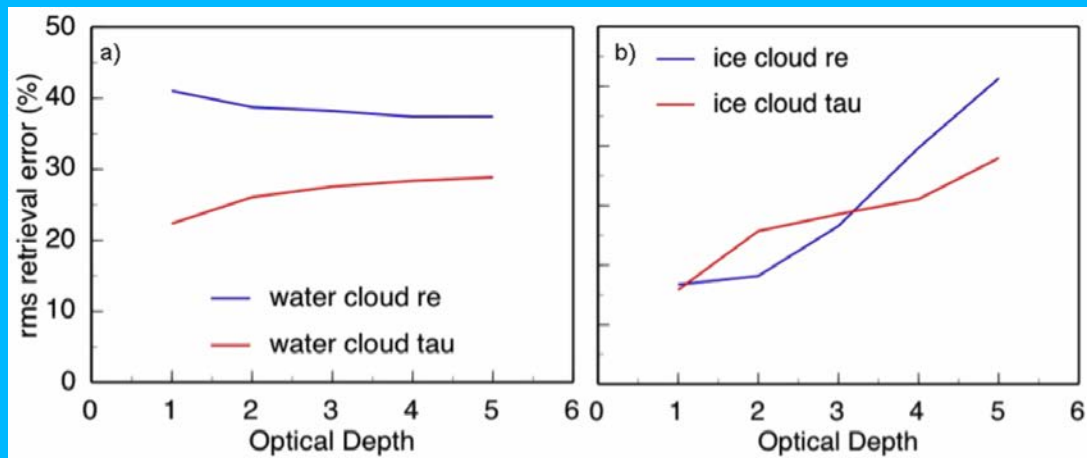 a)
rms retrieval error (%)
50
40
30
20
10
0
water cloud re
water cloud tau
0 1 2 3 4 5 6
Optical Depth
b)
ice cloud re
ice cloud tau
0 1 2 3 4 5 6
Optical Depth